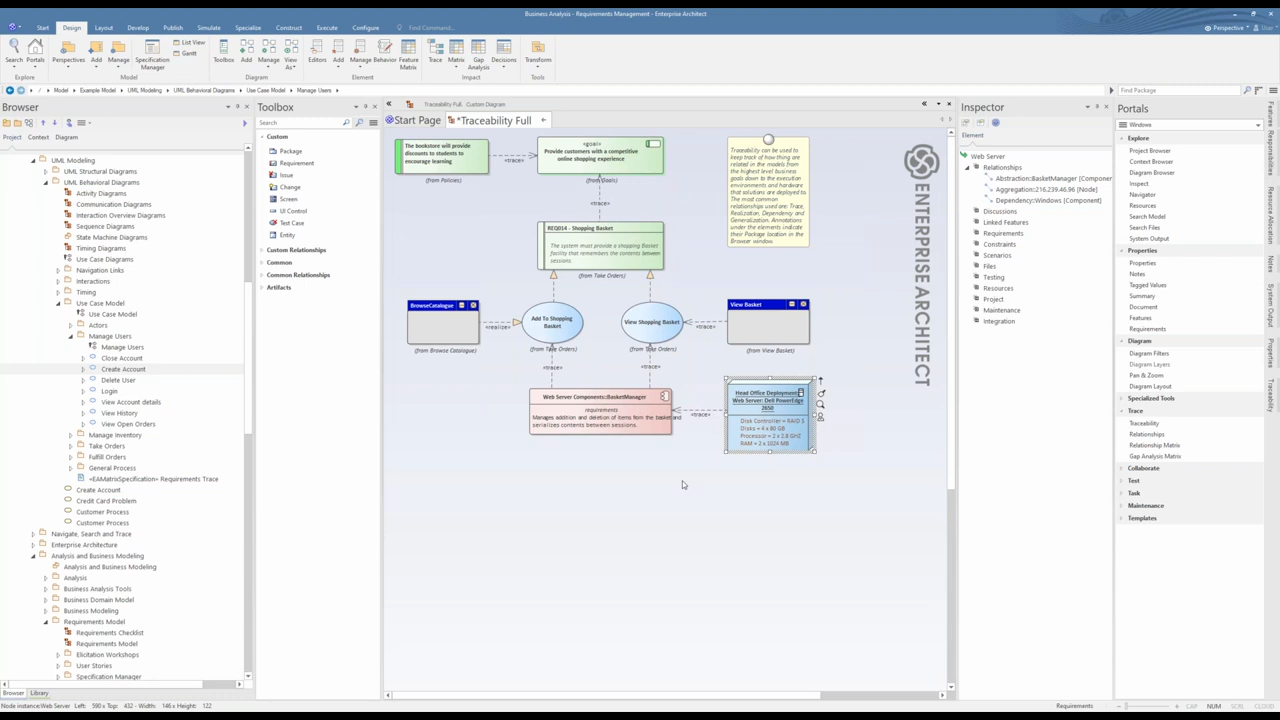 Business Analysis - Requirements Management - Enterprise Architect
Start
Design
Layout
Develop
Publish
Simulate
Specialize
Construct
Execute
Configure
Find Command...
Perspective
User
Search
Portals
Perspectives
Add
Manage
Specification
Manager
List View
Gantt
Toolbox
Add
Manage
View
As
Editors
Add
Manage
Behavior
Feature
Matrix
Trace
Matrix
Gap
Analysis
Decisions
Transform
Explore
Model
Diagram
Element
Impact
Tools
/ Model
Example Model
UML Modeling
UML Behavioral Diagrams
Use Case Model
Manage Users
Find Package
Browser
Project
Context
Diagram
UML Modeling
UML Structural Diagrams
UML Behavioral Diagrams
Activity Diagrams
Communication Diagrams
Interaction Overview Diagrams
Sequence Diagrams
State Machine Diagrams
Timing Diagrams
Use Case Diagrams
Navigation Links
Interactions
Timing
Use Case Model
Use Case Model
Actors
Manage Users
Manage Users
Close Account
Create Account
Delete User
Login
View Account details
View History
View Open Orders
Manage Inventory
Take Orders
Fulfill Orders
General Process
«EAMatrixSpecification» Requirements Trace
Create Account
Credit Card Problem
Customer Process
Customer Process
Navigate, Search and Trace
Enterprise Architecture
Analysis and Business Modeling
Analysis and Business Modeling
Analysis
Business Analysis Tools
Business Domain Model
Business Modeling
Requirements Model
Requirements Checklist
Requirements Model
Elicitation Workshops
User Stories
Specification Manager
Browser
Library
Toolbox
Search
Custom
Package
Requirement
Issue
Change
Screen
UI Control
Test Case
Entity
Custom Relationships
Common
Common Relationships
Artifacts
Traceability Full. Custom Diagram
Start Page
*Traceability Full
The bookstore will provide
discounts to students to
encourage learning
(from Policies)
«trace»
«goal»
Provide customers with a competitive
online shopping experience
(from Goals)
«trace»
REQ014 - Shopping Basket
The system must provide a shopping Basket
facility that remembers the contents between
sessions.
(from Take Orders)
Traceability can be used to
keep track of how thing are
related in the models from
the highest level business
goals down to the execution
environments and hardware
that solutions are deployed to.
The most common
relationships used are: Trace,
Realization, Dependency and
Generalization. Annotations
under the elements indicate
their Package location in the
Browser window.
ENTERPRISE ARCHITECT
BrowseCatalogue
(from Browse Catalogue)
«realize»
Add To Shopping
Basket
(from Take Orders)
View Shopping Basket
(from Take Orders)
«trace»
View Basket
(from View Basket)
«trace»
«trace»
Web Server Components::BasketManager
requirements
Manages addition and deletion of items from the basket and
serializes contents between sessions.
«trace»
Head Office Deployment
Web Server: Dell PowerEdge
2650
Disk Controller = RAID 5
Disks = 4 x 80 GB
Processor = 2 x 2.8 GHZ
RAM = 2 x 1024 MB
Inspector
Element
Web Server
Relationships
Abstraction:BasketManager [Component]
Aggregation:216.239.46.96 [Node]
Dependency:Windows [Component]
Discussions
Linked Features
Requirements
Constraints
Scenarios
Files
Testing
Resources
Project
Maintenance
Integration
Portals
Windows
Explore
Project Browser
Context Browser
Diagram Browser
Inspect
Navigator
Resources
Search Model
Search Files
System Output
Properties
Properties
Notes
Tagged Values
Summary
Document
Features
Requirements
Diagram
Diagram Filters
Diagram Layers
Pan & Zoom
Diagram Layout
Specialized Tools
Trace
Traceability
Relationships
Relationship Matrix
Gap Analysis Matrix
Collaborate
Test
Task
Maintenance
Templates
Features
Responsibilities
Resource Allocation
Notes
Properties
Traceability
Node instance:Web Server Left: 590 x Top: 432 - Width: 146 x Height: 122
Requirements
CAP
NUM
SCRL
CLOUD